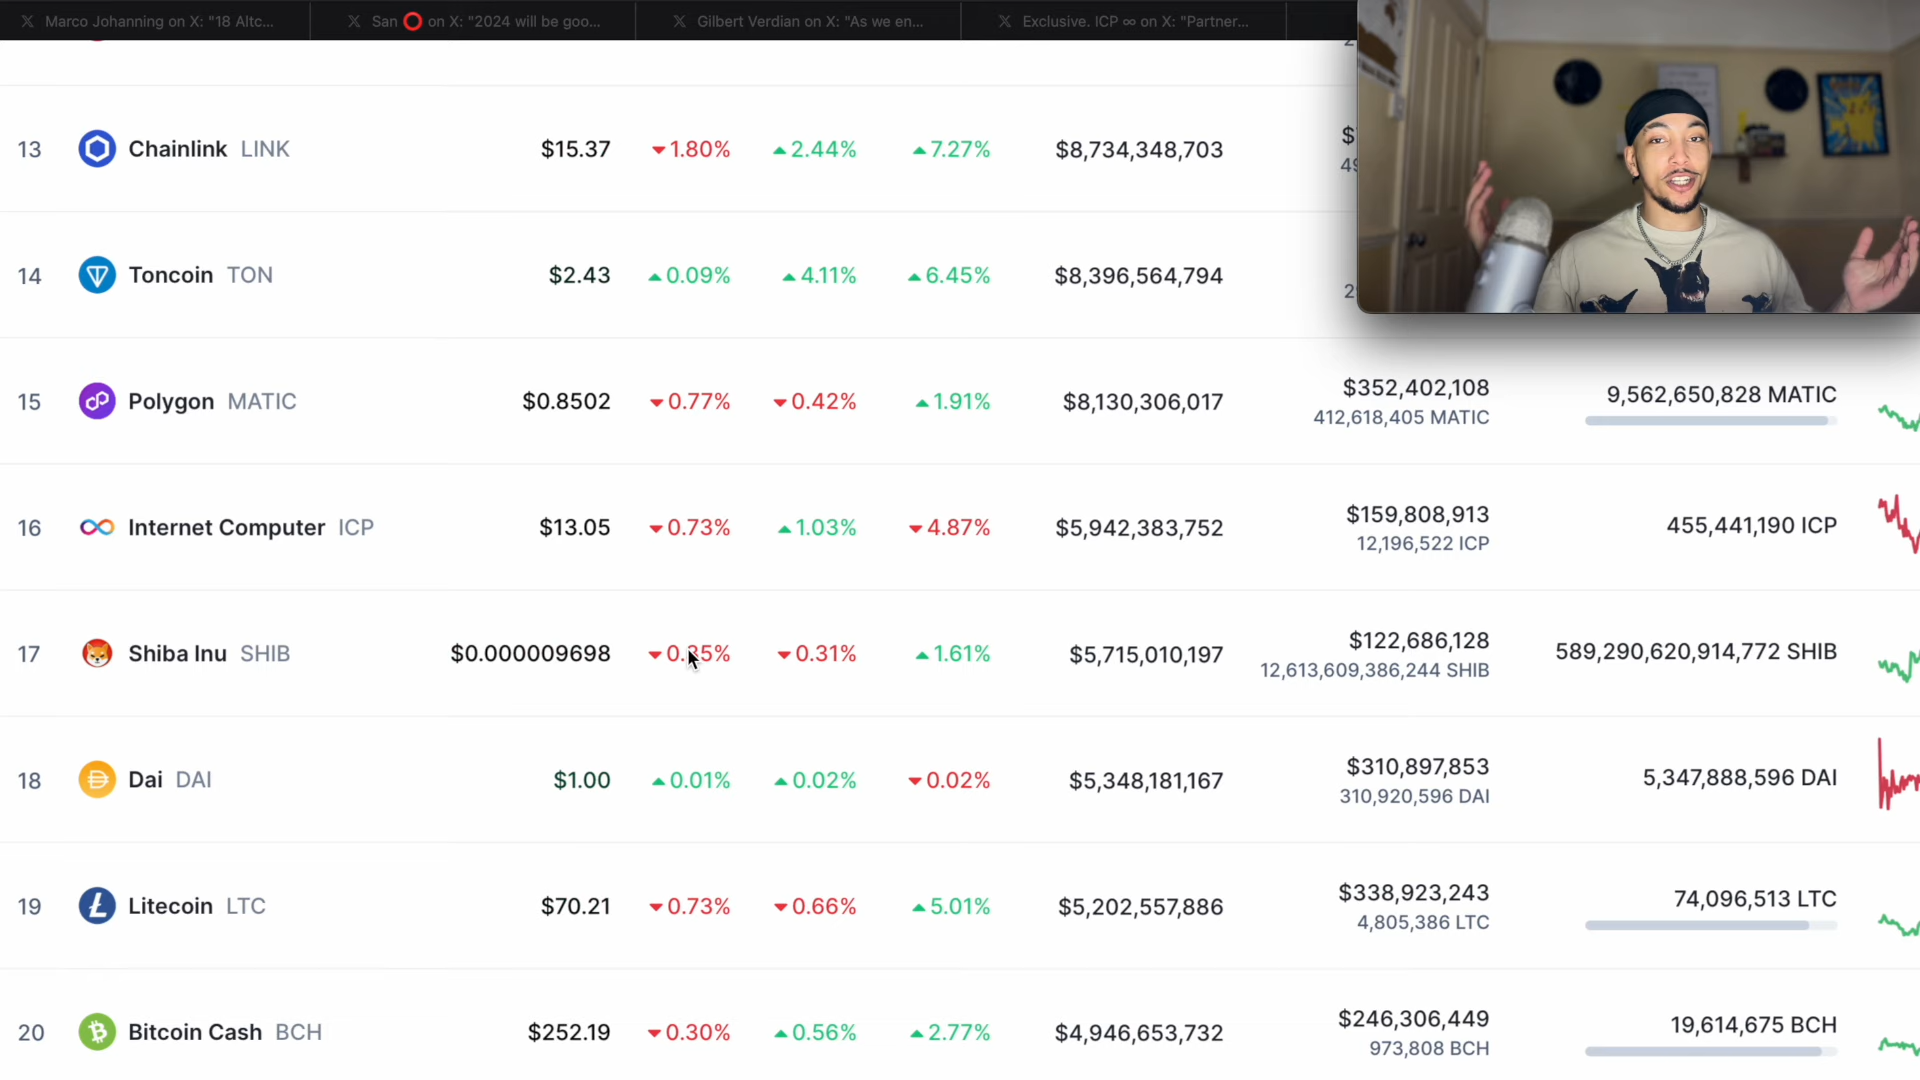 Marco Johanning on X: "18 Altc...
San on X: "2024 will be goo...
Gilbert Verdian on X: "As we en...
Exclusive. ICP ∞ on X: "Partner...
13 Chainlink LINK $15.37 1.80% 2.44% 7.27% $8,734,348,703
14 Toncoin TON $2.43 0.09% 4.11% 6.45% $8,396,564,794
15 Polygon MATIC $0.8502 0.77% 0.42% 1.91% $8,130,306,017 $352,402,108 9,562,650,828 MATIC
412,618,405 MATIC
16 Internet Computer ICP $13.05 0.73% 1.03% 4.87% $5,942,383,752 $159,808,913 455,441,190 ICP
12,196,522 ICP
17 Shiba Inu SHIB $0.000009698 0.35% 0.31% 1.61% $5,715,010,197 $122,686,128 589,290,620,914,772 SHIB
12,613,609,386,244 SHIB
18 Dai DAI $1.00 0.01% 0.02% 0.02% $5,348,181,167 $310,897,853 5,347,888,596 DAI
310,920,596 DAI
19 Litecoin LTC $70.21 0.73% 0.66% 5.01% $5,202,557,886 $338,923,243 74,096,513 LTC
4,805,386 LTC
20 Bitcoin Cash BCH $252.19 0.30% 0.56% 2.77% $4,946,653,732 $246,306,449 19,614,675 BCH
973,808 BCH